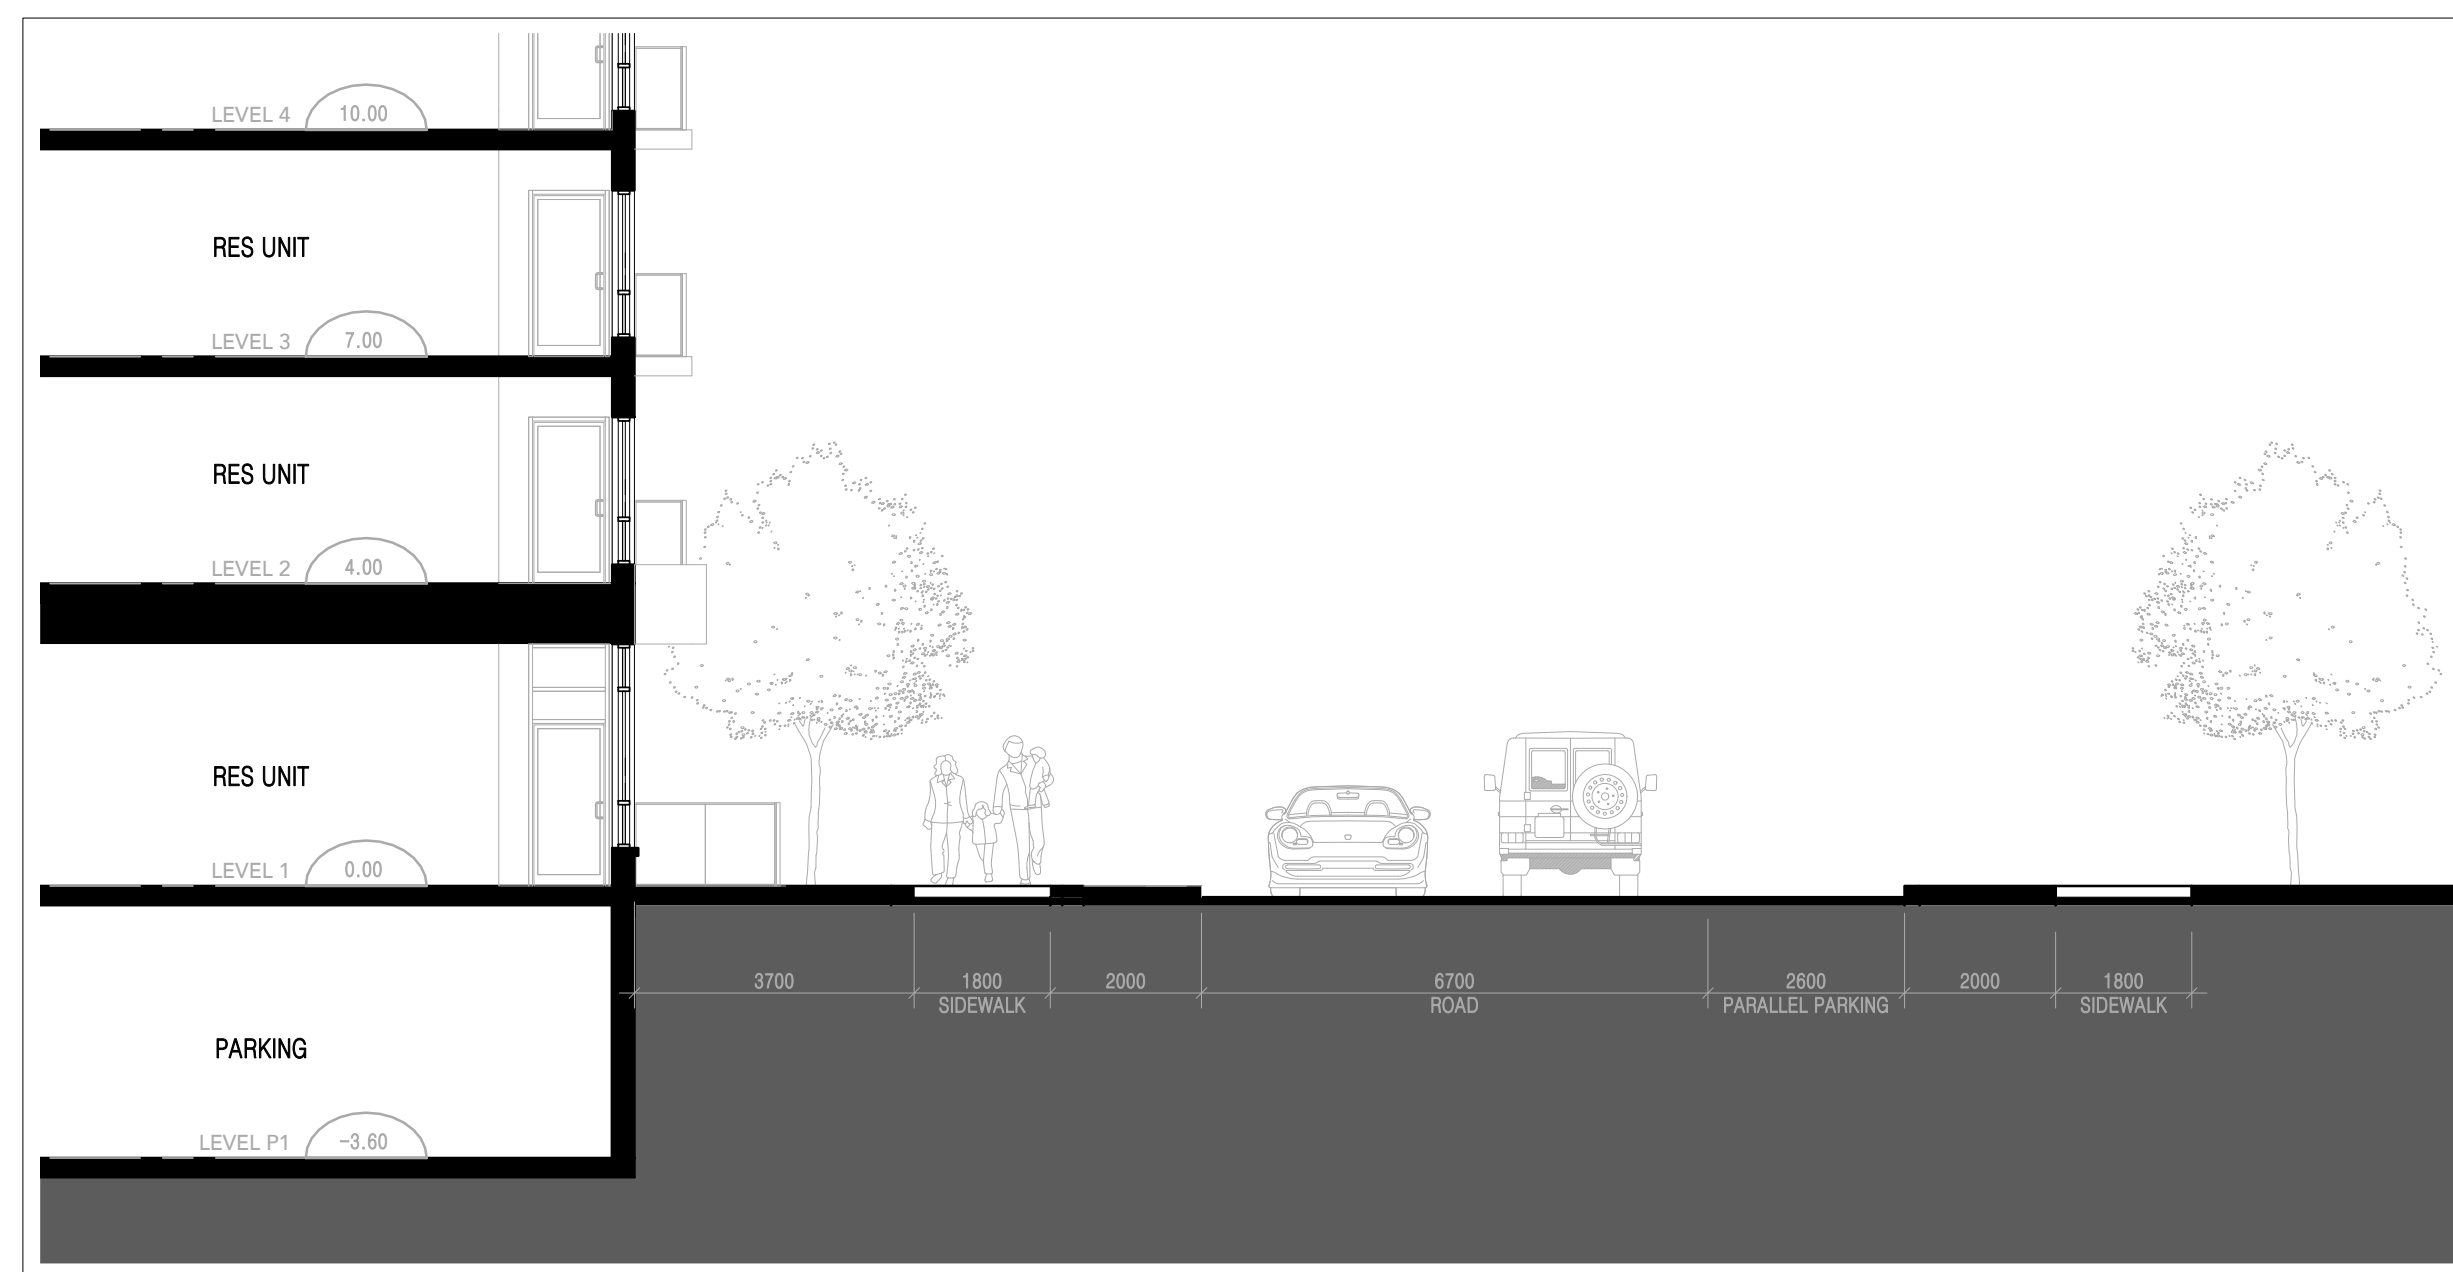 LEVEL 4 10.00
RES UNIT
LEVEL 3 7.00
RES UNIT
LEVEL 2 4.00
RES UNIT
LEVEL 1 0.00
3700 1800 2000 6700 2600 2000 1800
SIDEWALK ROAD PARALLEL PARKING SIDEWALK
PARKING
LEVEL P1 -3.60